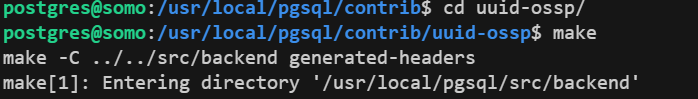 postgres@somo:/usr/local/pgsql/contrib$ cd uuid-ossp/
postgres@somo:/usr/local/pgsql/contrib/uuid-ossp$ make
make -C ../../src/backend generated-headers
make[1]: Entering directory '/usr/local/pgsql/src/backend'